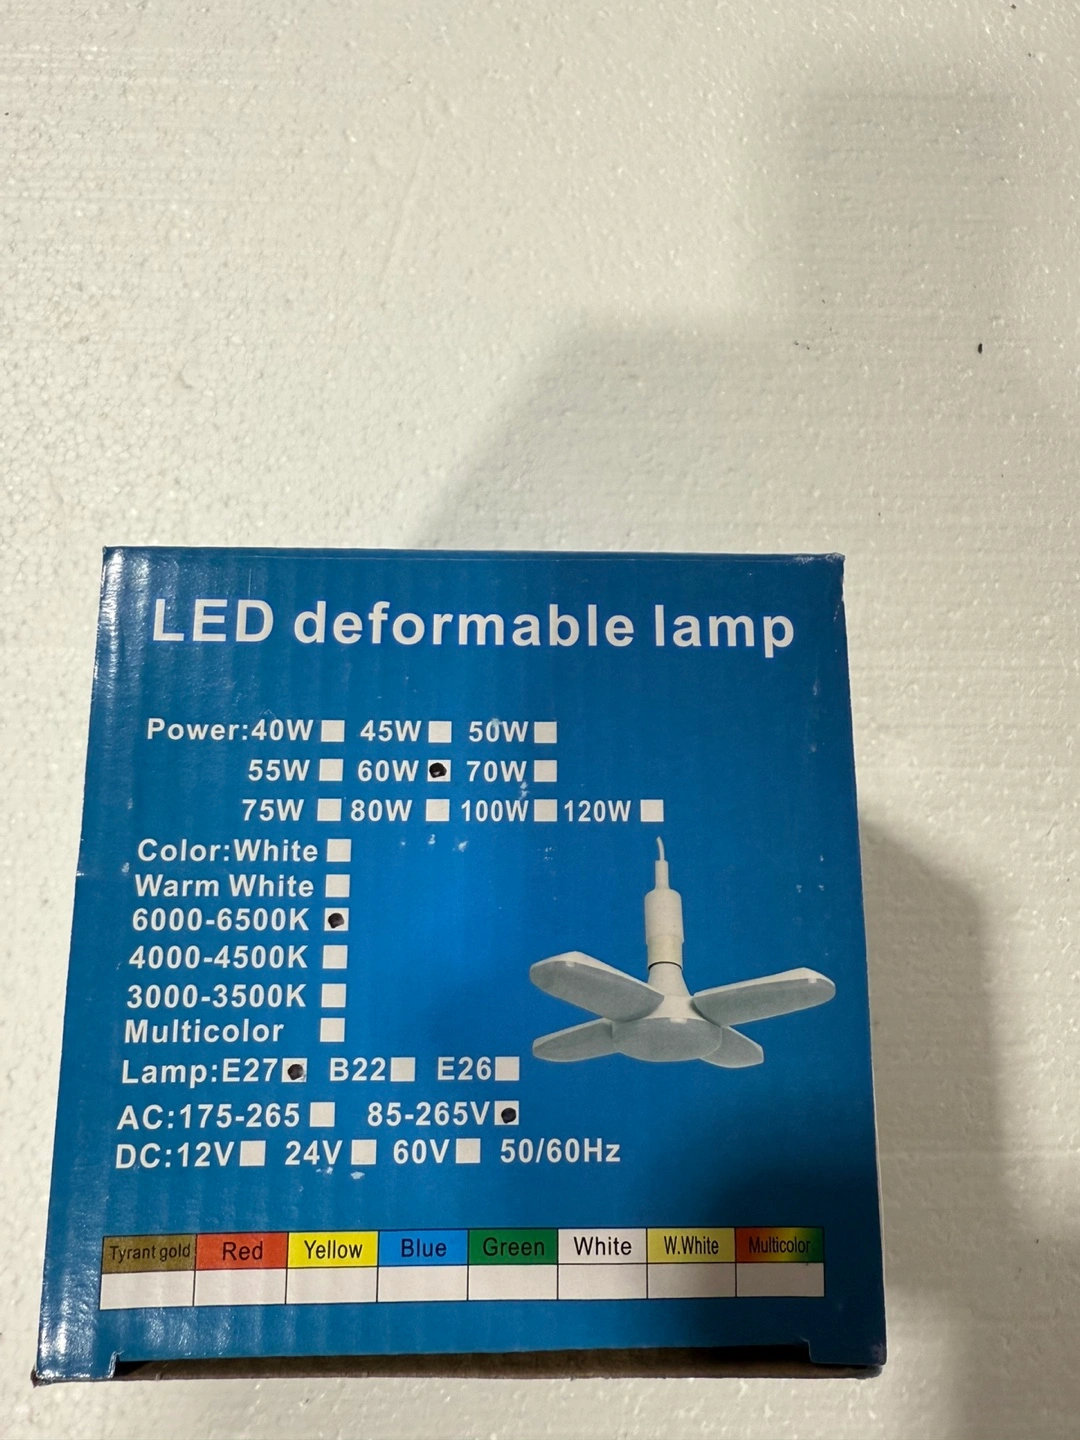 LED deformable lamp
Power:40W 45W 50W
55W 60W 70W
75W 80W 100W 120W
Color:White
Warm White
6000-6500K
4000-4500K
3000-3500K
Multicolor
Lamp:E27 B22 E26
AC:175-265 85-265V
DC:12V 24V 60V 50/60Hz
Tyrant gold Red Yellow Blue Green White W.White Multicolor